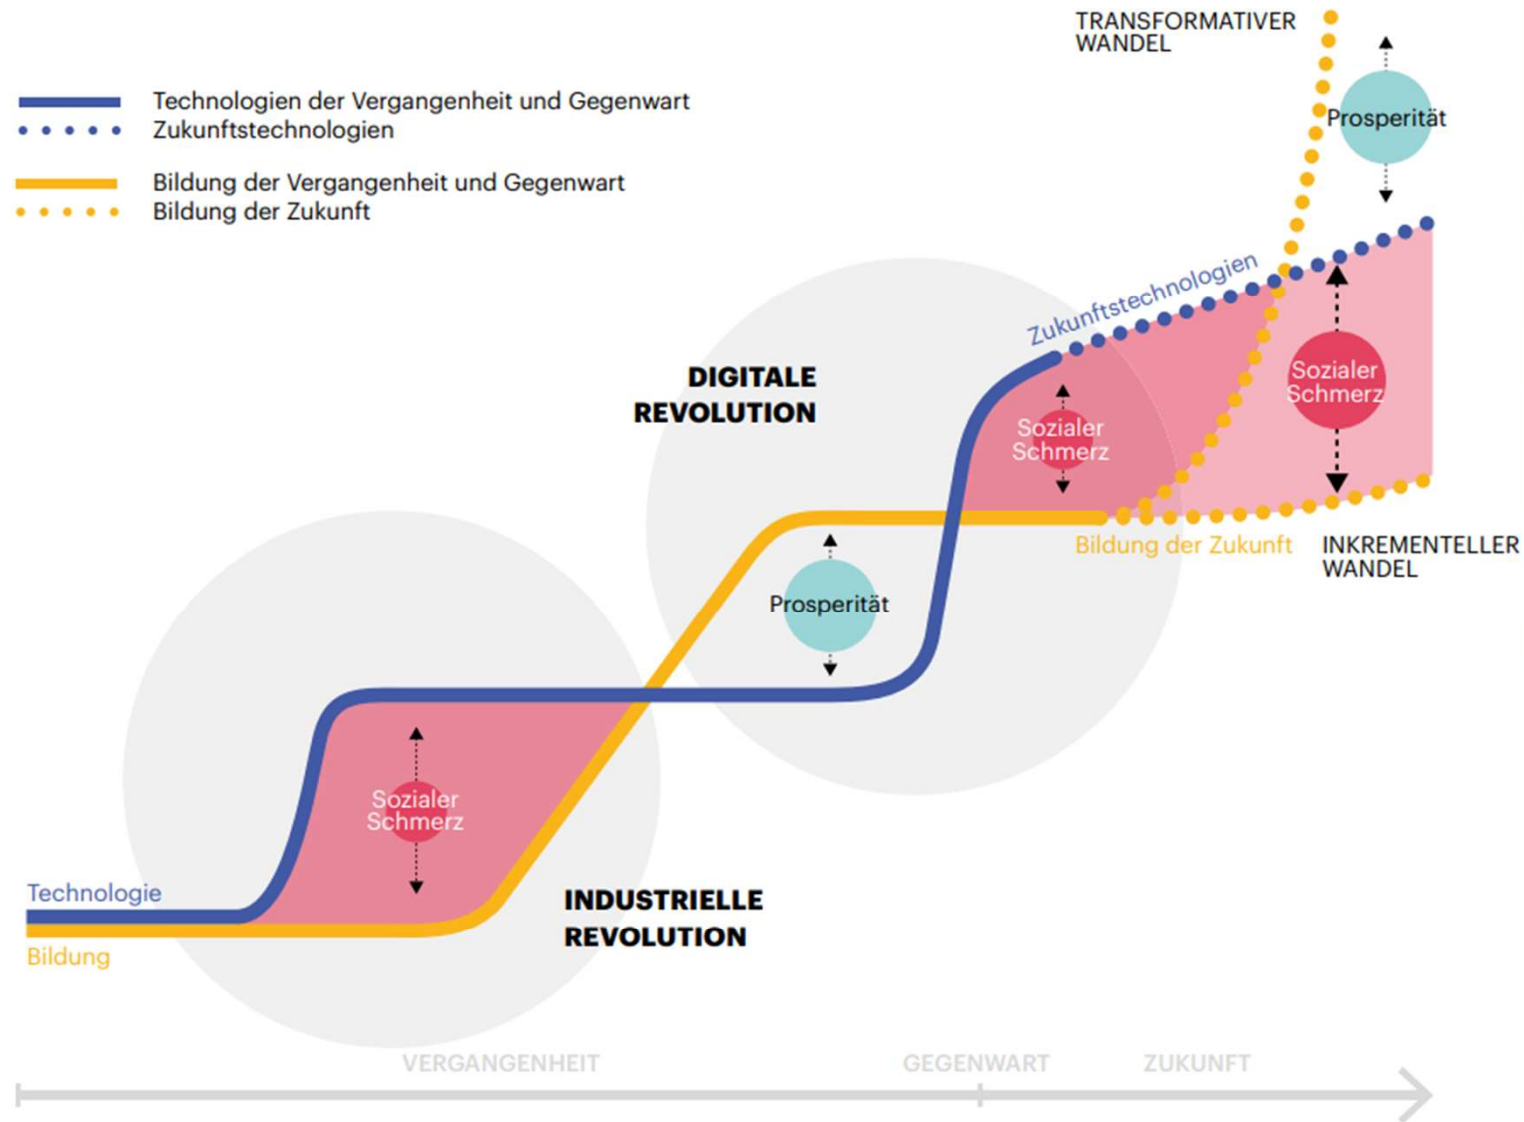 TRANSFORMATIVER
WANDEL
Technologien der Vergangenheit und Gegenwart
Zukunftstechnologien
Bildung der Vergangenheit und Gegenwart
Bildung der Zukunft
Prosperität
Zukunftstechnologien
DIGITALE
REVOLUTION
Sozialer
Schmerz
Sozialer
Schmerz
Bildung der Zukunft
INKREMENTELLER
WANDEL
Prosperität
Sozialer
Schmerz
Technologie
Bildung
INDUSTRIELLE
REVOLUTION
VERGANGENHEIT
GEGENWART
ZUKUNFT